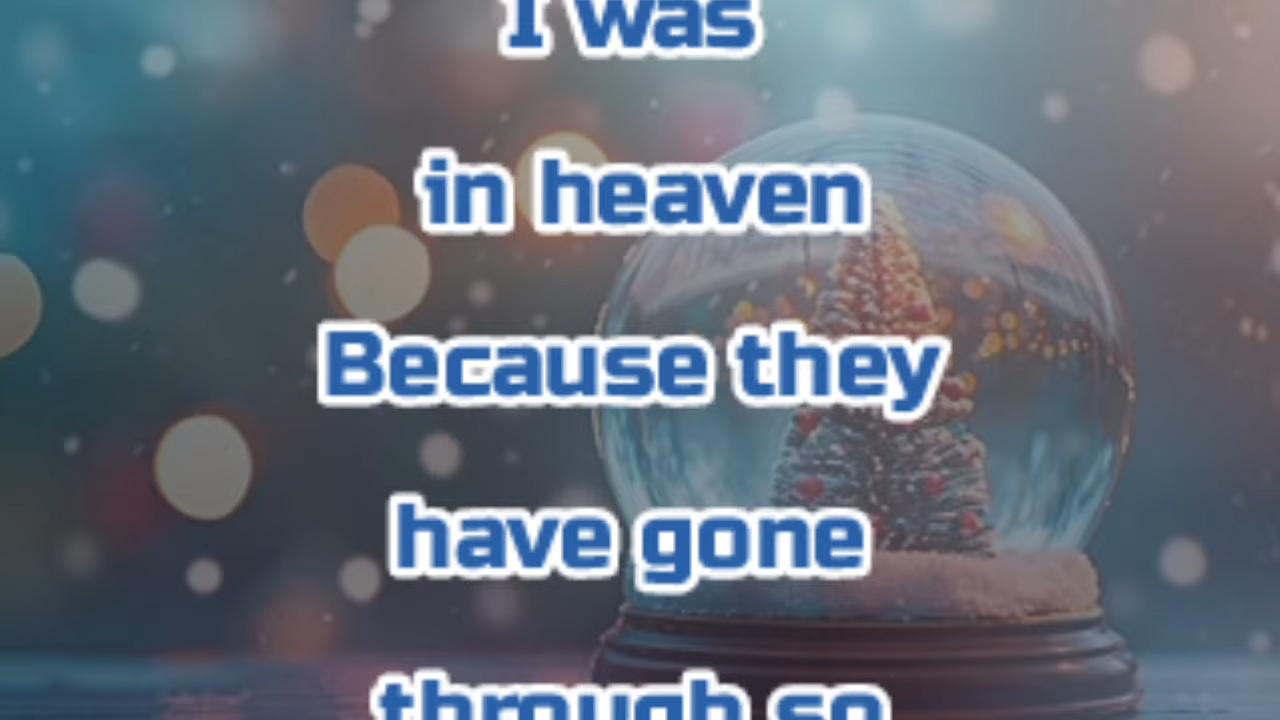 I was
in heaven
Because they
have gone
through so